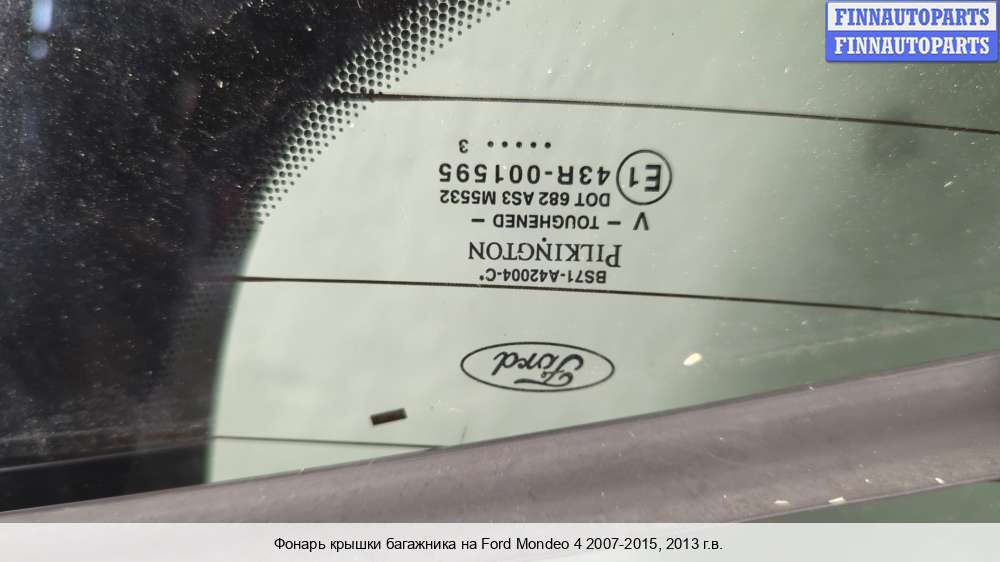 FINNAUTOPARTS
FINNAUTOPARTS
Ford
BS71-A42004-C*
PILKINGTON
V - TOUGHENED -
DOT 682 AS3 M5532
E1 43R-001595
..... 3
Фонарь крышки багажника на Ford Mondeo 4 2007-2015, 2013 г.в.